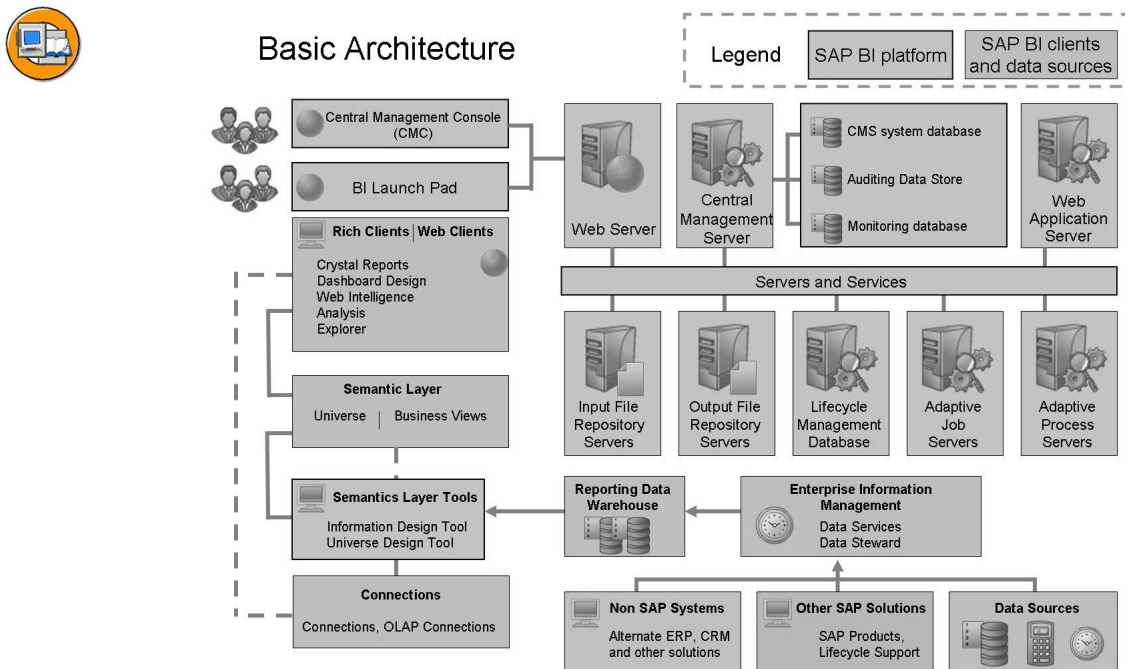 Basic Architecture
Legend
SAP BI platform
SAP BI clients
and data sources
Central Management Console
(CMC)
BI Launch Pad
Rich Clients | Web Clients
Crystal Reports
Dashboard Design
Web Intelligence
Analysis
Explorer
Semantic Layer
Universe | Business Views
Semantics Layer Tools
Information Design Tool
Universe Design Tool
Connections
Connections, OLAP Connections
Web Server
Central
Management
Server
CMS system database
Auditing Data Store
Monitoring database
Web
Application
Server
Servers and Services
Input File
Repository
Servers
Output File
Repository
Servers
Lifecycle
Management
Database
Adaptive
Job
Servers
Adaptive
Process
Servers
Reporting Data
Warehouse
Enterprise Information
Management
Data Services
Data Steward
Non SAP Systems
Alternate ERP, CRM
and other solutions
Other SAP Solutions
SAP Products,
Lifecycle Support
Data Sources